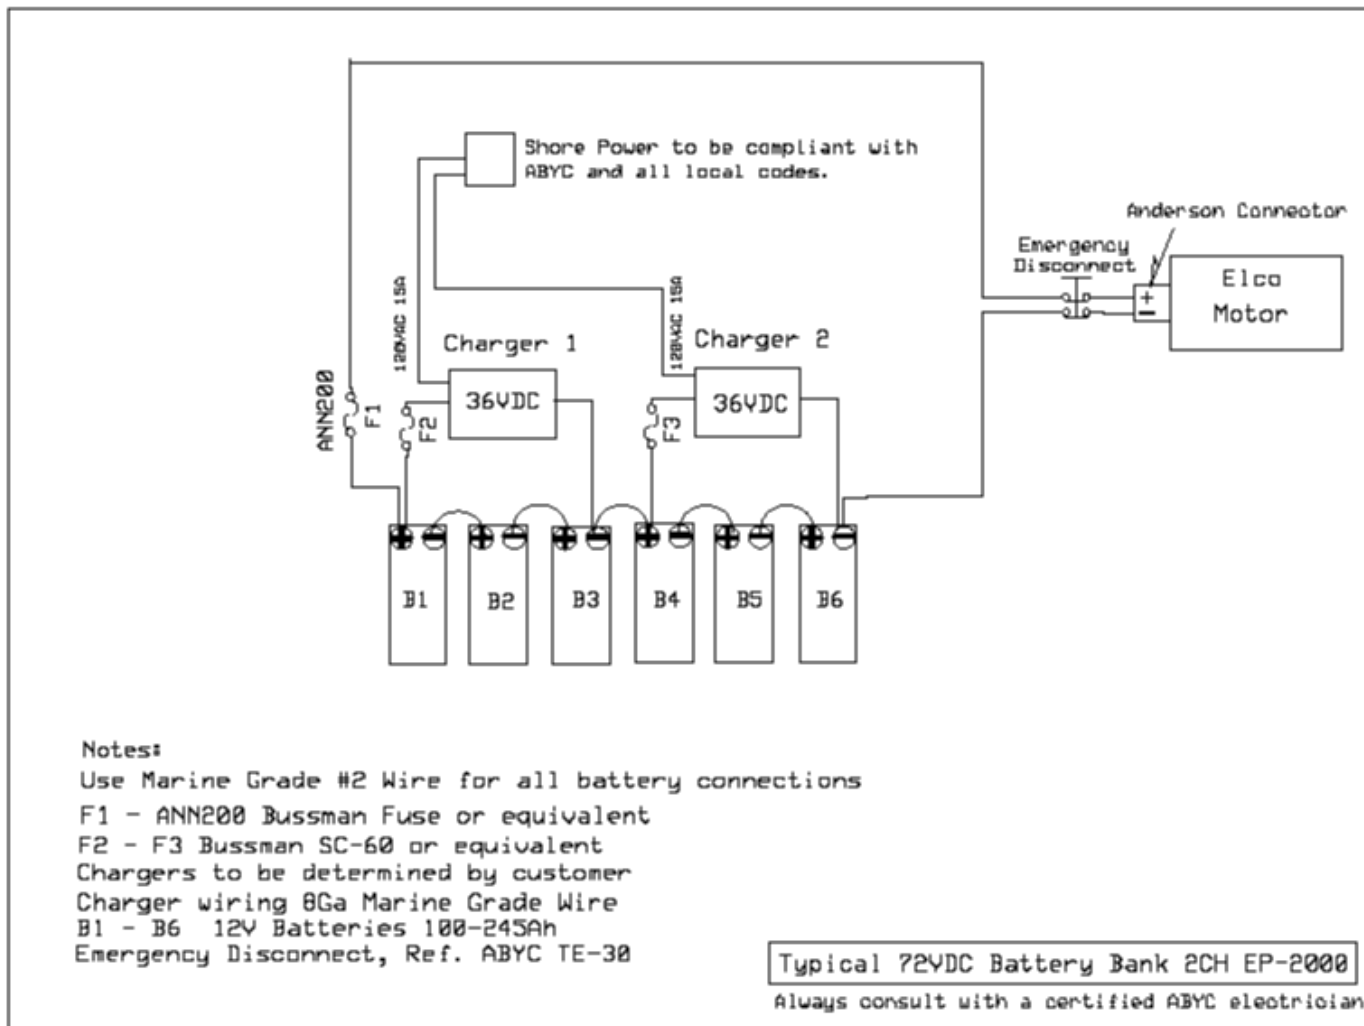 Shore Power to be compliant with
ABYC and all local codes.
Anderson Connector
Emergency
Disconnect
+
−
Elco
Motor
120VAC 15A
120VAC 15A
Charger 1
Charger 2
36VDC
36VDC
ANN200
F1
F2
F3
B1
B2
B3
B4
B5
B6
Notes:
Use Marine Grade #2 Wire for all battery connections
F1 - ANN200 Bussman Fuse or equivalent
F2 - F3 Bussman SC-60 or equivalent
Chargers to be determined by customer
Charger wiring 8Ga Marine Grade Wire
B1 - B6 12V Batteries 100-245Ah
Emergency Disconnect, Ref. ABYC TE-30
Typical 72VDC Battery Bank 2CH EP-2000
Always consult with a certified ABYC electrician